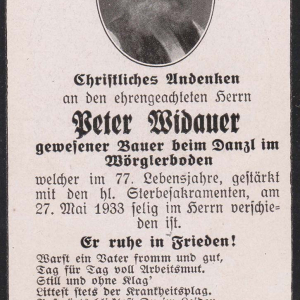 Christliches Andenken
an den ehrengeachteten Herrn
Peter Widauer
gewesener Bauer beim Danzl im
Wörglerboden
welcher im 77. Lebensjahre, gestärkt
mit den hl. Sterbesakramenten, am
27. Mai 1933 selig im Herrn verschie-
den ist.
Er ruhe in Frieden!
Warst ein Vater fromm und gut,
Tag für Tag voll Arbeitsmut.
Still und ohne Klag'
Littest stets der Krankheitsplag.